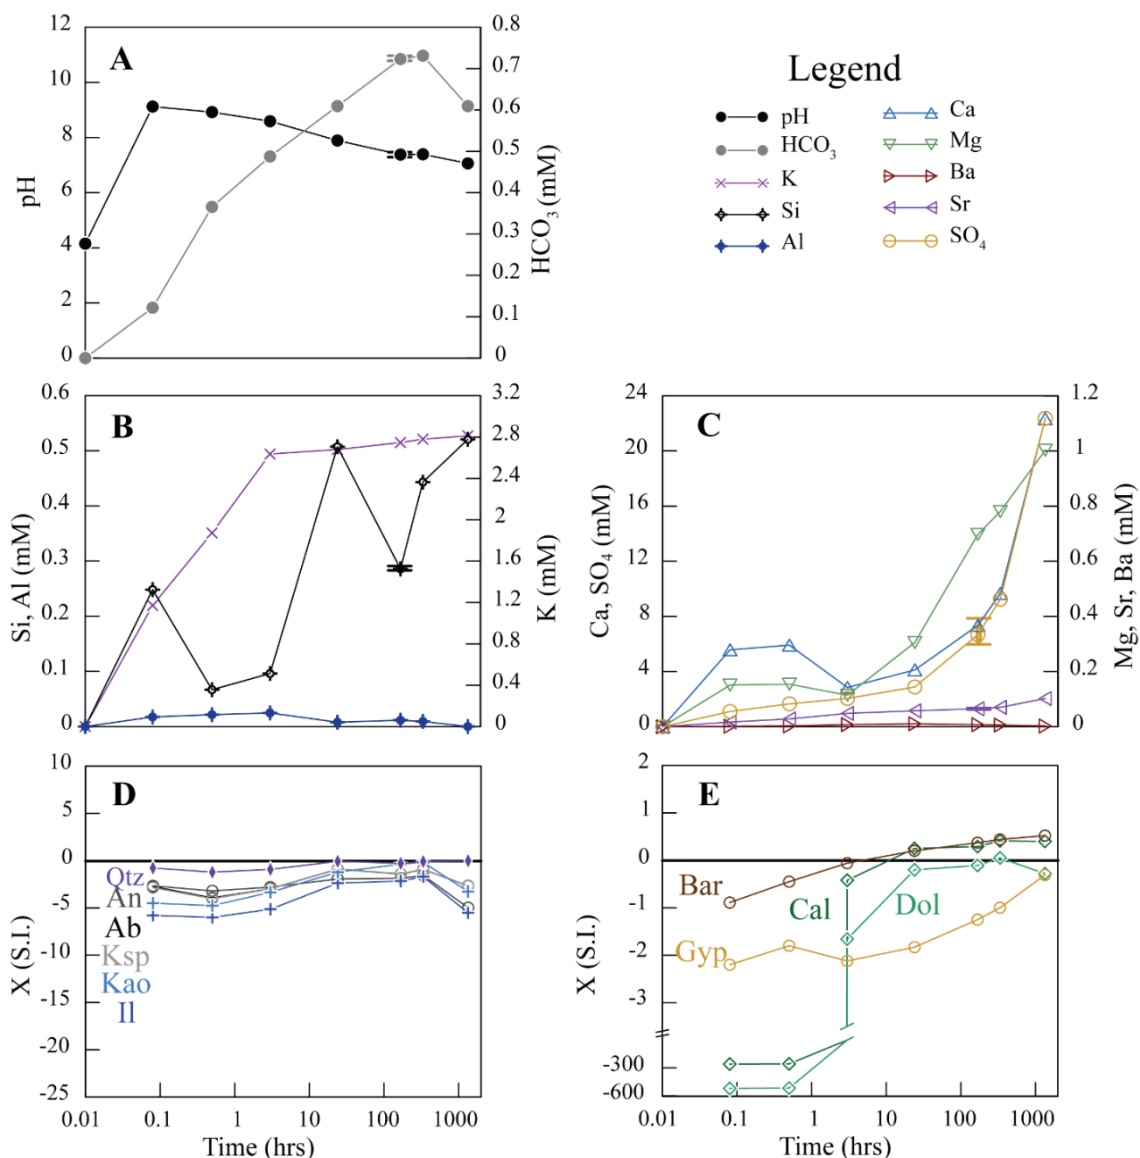 A
12
10
8
6
4
2
0
pH
0.8
0.7
0.6
0.5
0.4
0.3
0.2
0.1
0
HCO3 (mM)
Legend
pH
HCO3
K
Si
Al
Ca
Mg
Ba
Sr
SO4
B
0.6
0.5
0.4
0.3
0.2
0.1
0
Si, Al (mM)
3.2
2.8
2.4
2
1.6
1.2
0.8
0.4
0
K (mM)
C
24
20
16
12
8
4
0
Ca, SO4 (mM)
1.2
1
0.8
0.6
0.4
0.2
0
Mg, Sr, Ba (mM)
D
10
5
0
-5
-10
-15
-20
-25
X (S.I.)
Qtz
An
Ab
Ksp
Kao
Il
0.01
0.1
1
10
100
1000
Time (hrs)
E
2
1
0
-1
-2
-3
-300
-600
X (S.I.)
Bar
Cal
Dol
Gyp
0.01
0.1
1
10
100
1000
Time (hrs)